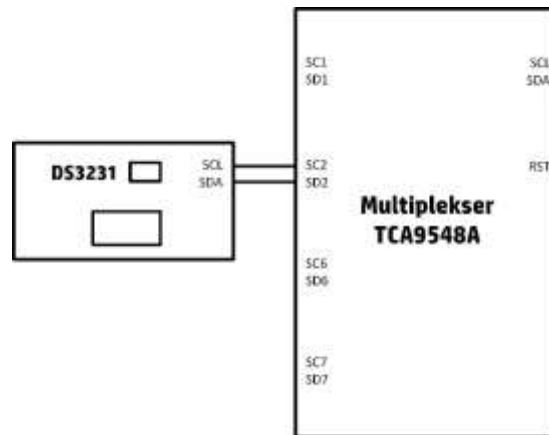 SC1
SD1
SCL
SDA
DS3231
SCL
SDA
SC2
SD2
RST
Multiplekser
TCA9548A
SC6
SD6
SC7
SD7